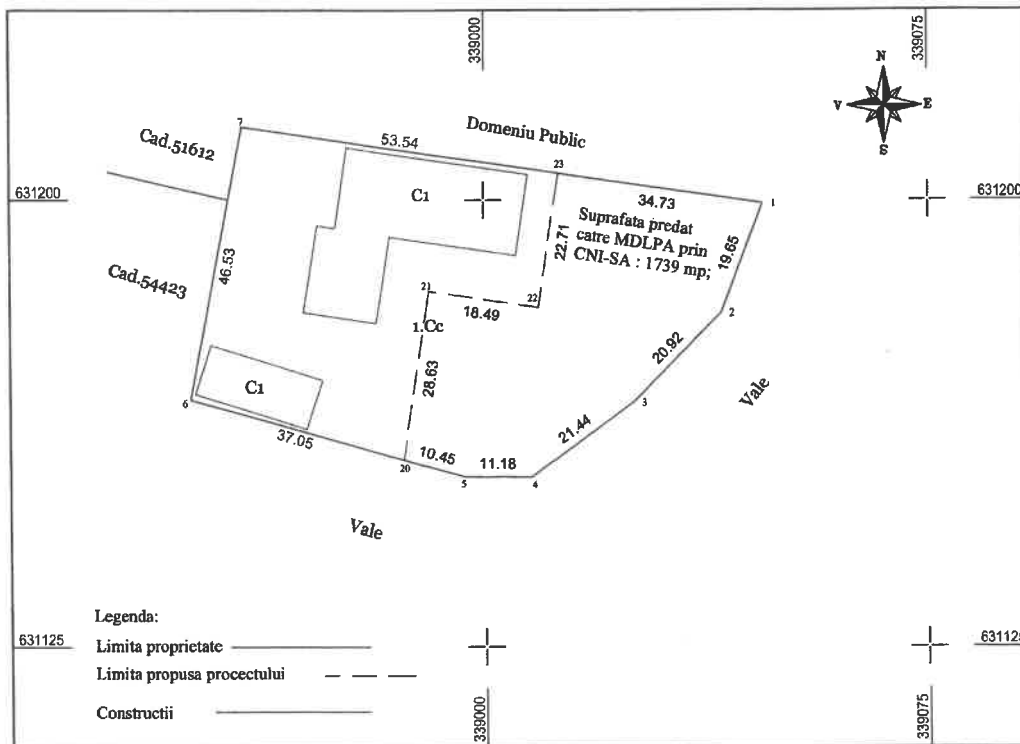 339000
339075
N
V
E
S
7
Domeniu Public
Cad.51612
53.54
23
631200
C1
34.73
1
631200
Suprafata predat
catre MDLPA prin
CNI-SA : 1739 mp;
22.71
19.65
46.53
Cad.54423
21
22
18.49
2
1.Cc
28.63
20.92
C1
6
3
Vale
37.05
21.44
20
10.45
11.18
5
4
Vale
Legenda:
631125
Limita proprietate
631125
Limita propusa procectului
Constructii
339000
339075